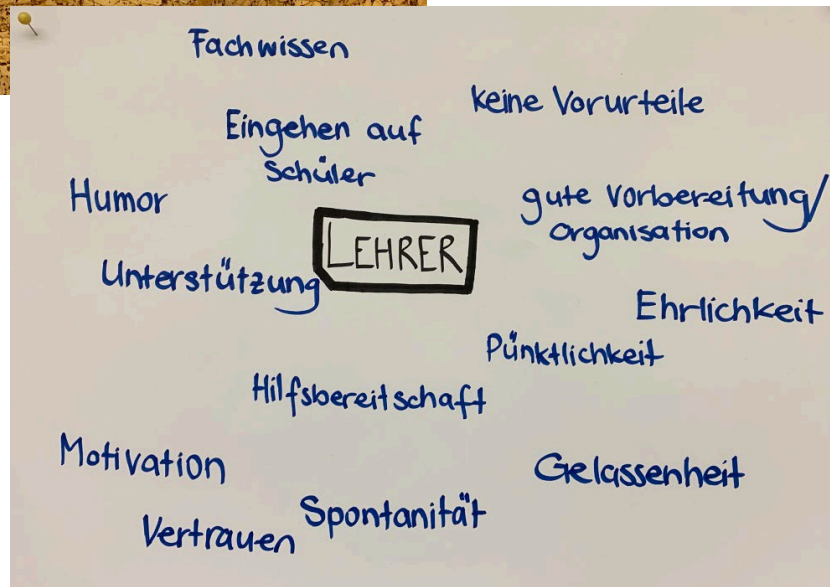 Fachwissen
keine Vorurteile
Eingehen auf
Schüler
Humor
gute Vorbereitung/
Organisation
LEHRER
Unterstützung
Ehrlichkeit
Pünktlichkeit
Hilfsbereitschaft
Motivation
Gelassenheit
Spontanität
Vertrauen